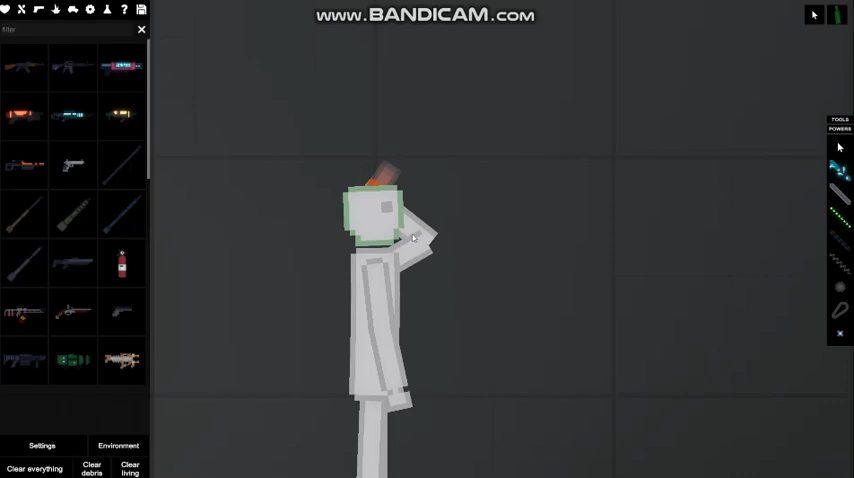 WWW.BANDICAM.COM
filter
TOOLS
POWERS
Settings
Environment
Clear everything
Clear debris
Clear living